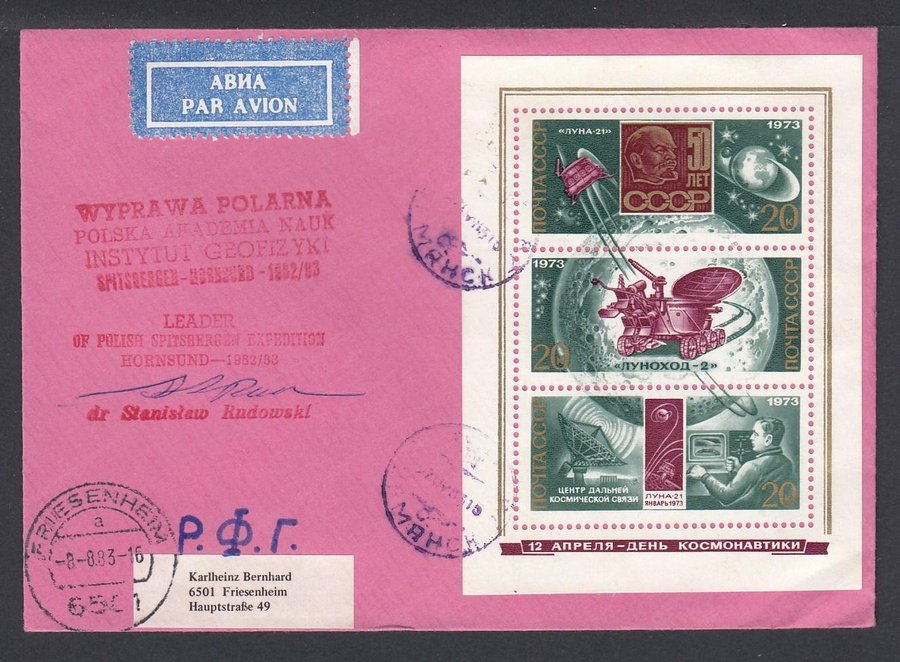 АВИА
PAR AVION
WYPRAWA POLARNA
POLSKA AKADEMIA NAUK
INSTYTUT GEOFIZYKI
SPITSBERGEN-HORNSUND-1982/83
LEADER
OF POLISH SPITSBERGEN EXPEDITION
HORNSUND—1982/83
dr Stanisław Rudowski
FRIESENHEIM
a
-8-8.83-16
6501
Р.Ф.Г.
Karlheinz Bernhard
6501 Friesenheim
Hauptstraße 49
ПОЧТА СССР
«ЛУНА-21»
50
ЛЕТ
СССР
1973
20к
1973
20
«ЛУНОХОД-2»
ПОЧТА СССР
ПОЧТА СССР
1973
ЦЕНТР ДАЛЬНЕЙ
КОСМИЧЕСКОЙ СВЯЗИ
ЛУНА-21
ЯНВАРЬ 1973
20
12 АПРЕЛЯ-ДЕНЬ КОСМОНАВТИКИ